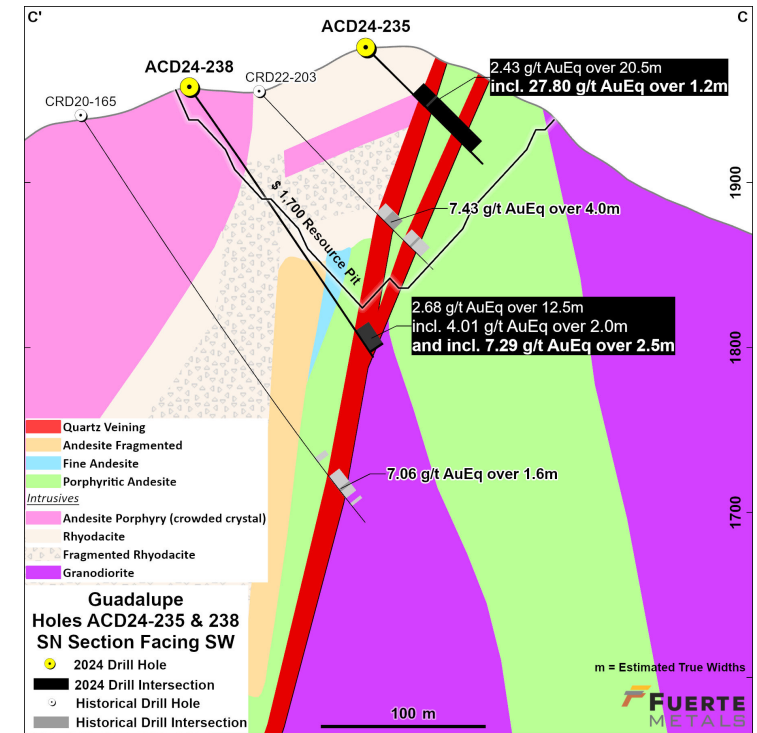 C'
C
ACD24-235
ACD24-238
CRD22-203
CRD20-165
2.43 g/t AuEq over 20.5m
incl. 27.80 g/t AuEq over 1.2m
1900
7.43 g/t AuEq over 4.0m
$ 1,700 Resource Pit
2.68 g/t AuEq over 12.5m
incl. 4.01 g/t AuEq over 2.0m
and incl. 7.29 g/t AuEq over 2.5m
1800
7.06 g/t AuEq over 1.6m
1700
Quartz Veining
Andesite Fragmented
Fine Andesite
Porphyritic Andesite
Intrusives
Andesite Porphyry (crowded crystal)
Rhyodacite
Fragmented Rhyodacite
Granodiorite
Guadalupe
Holes ACD24-235 & 238
SN Section Facing SW
2024 Drill Hole
2024 Drill Intersection
Historical Drill Hole
Historical Drill Intersection
100 m
m = Estimated True Widths
FUERTE
METALS